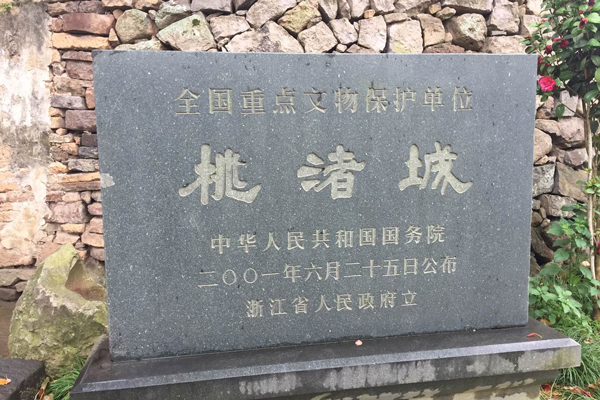 全国重点文物保护单位
桃渚城
中华人民共和国国务院
二〇〇一年六月二十五日公布
浙江省人民政府立